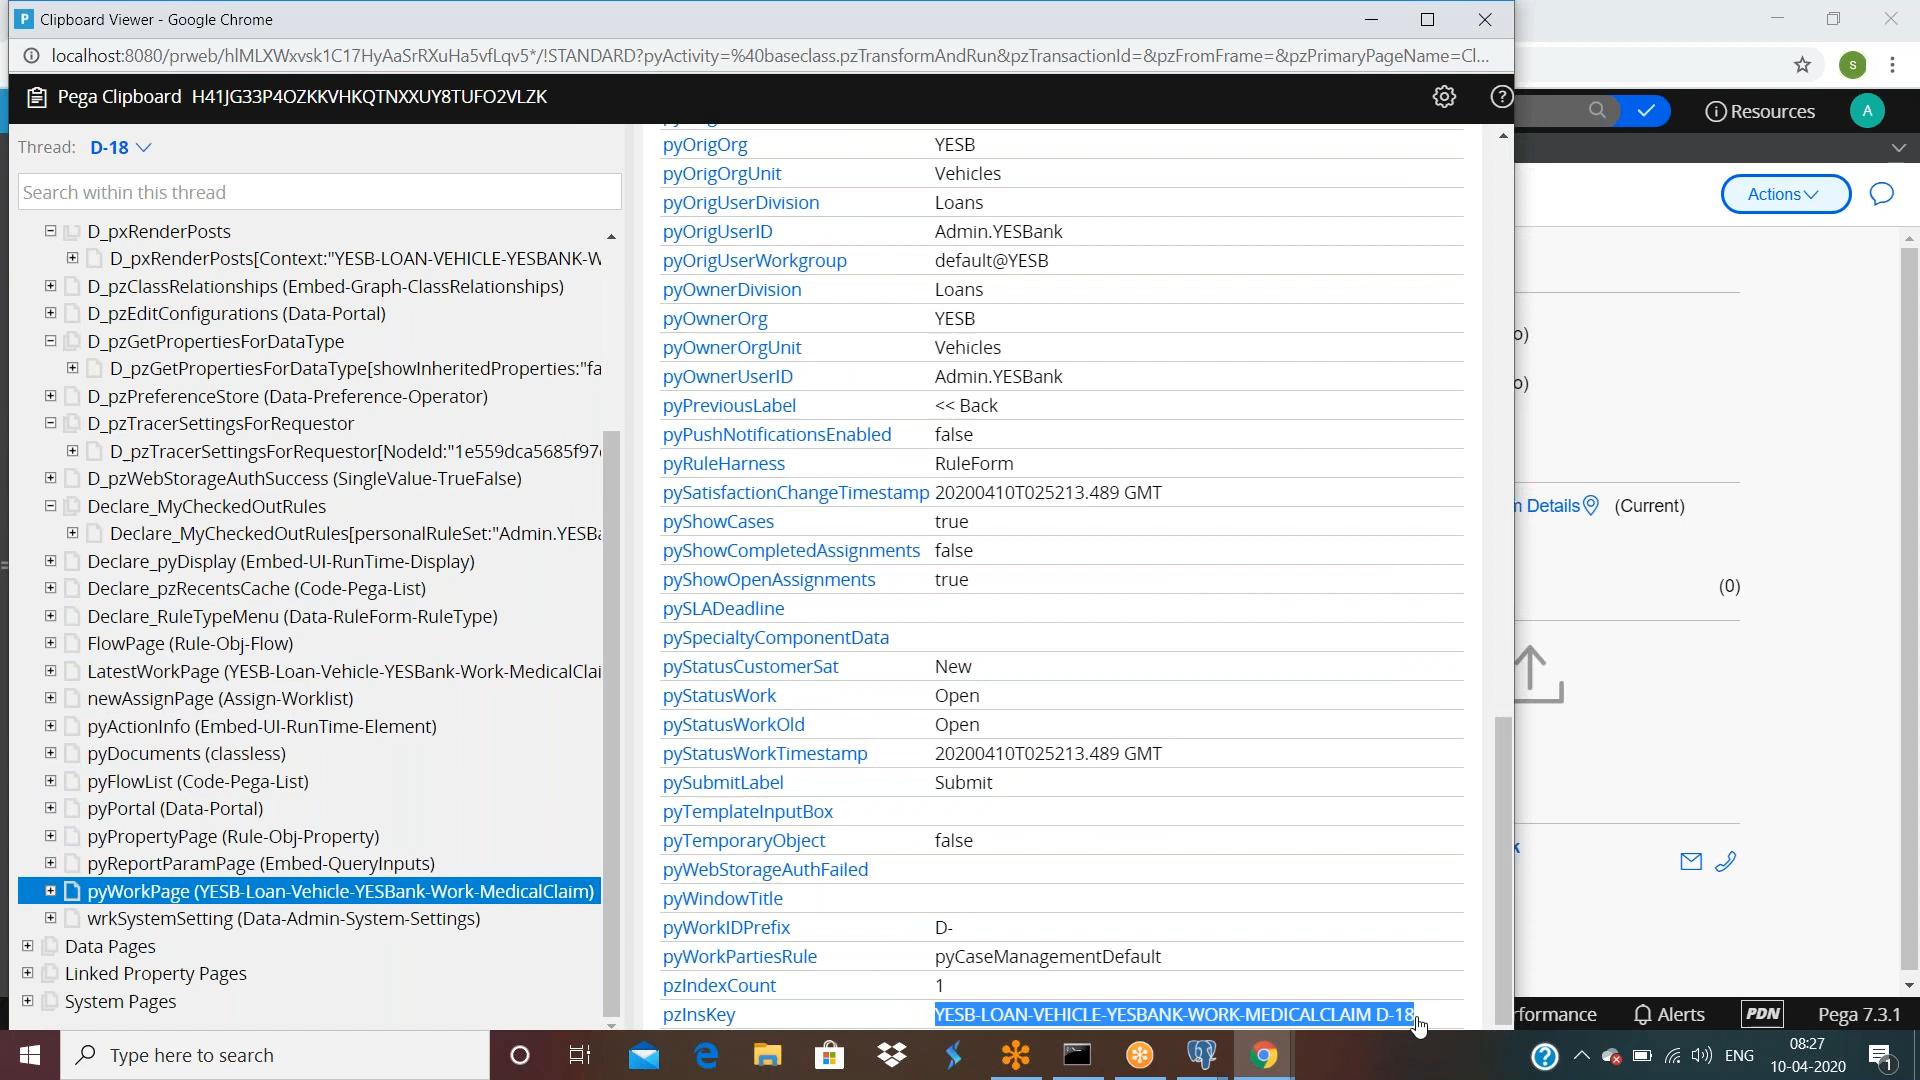 Clipboard Viewer - Google Chrome
localhost:8080/prweb/hIMLXWxvsk1C17HyAaSrRXuHa5vfLqv5*/!STANDARD?pyActivity=%40baseclass.pzTransformAndRun&pzTransactionId=&pzFromFrame=&pzPrimaryPageName=Cl...
Pega Clipboard H41JG33P4OZKKVHKQTNXXUY8TUFO2VLZK
Resources
A
s
Thread: D-18
Search within this thread
Actions
D_pxRenderPosts
D_pxRenderPosts[Context:"YESB-LOAN-VEHICLE-YESBANK-W
D_pzClassRelationships (Embed-Graph-ClassRelationships)
D_pzEditConfigurations (Data-Portal)
D_pzGetPropertiesForDataType
D_pzGetPropertiesForDataType[showInheritedProperties:"fa
D_pzPreferenceStore (Data-Preference-Operator)
D_pzTracerSettingsForRequestor
D_pzTracerSettingsForRequestor[NodeId:"1e559dca5685f97
D_pzWebStorageAuthSuccess (SingleValue-TrueFalse)
Declare_MyCheckedOutRules
Declare_MyCheckedOutRules[personalRuleSet:"Admin.YESB
Declare_pyDisplay (Embed-UI-RunTime-Display)
Declare_pzRecentsCache (Code-Pega-List)
Declare_RuleTypeMenu (Data-RuleForm-RuleType)
FlowPage (Rule-Obj-Flow)
LatestWorkPage (YESB-Loan-Vehicle-YESBank-Work-MedicalClai
newAssignPage (Assign-Worklist)
pyActionInfo (Embed-UI-RunTime-Element)
pyDocuments (classless)
pyFlowList (Code-Pega-List)
pyPortal (Data-Portal)
pyPropertyPage (Rule-Obj-Property)
pyReportParamPage (Embed-QueryInputs)
pyWorkPage (YESB-Loan-Vehicle-YESBank-Work-MedicalClaim)
wrkSystemSetting (Data-Admin-System-Settings)
Data Pages
Linked Property Pages
System Pages
pyOrigOrg YESB
pyOrigOrgUnit Vehicles
pyOrigUserDivision Loans
pyOrigUserID Admin.YESBank
pyOrigUserWorkgroup default@YESB
pyOwnerDivision Loans
pyOwnerOrg YESB
pyOwnerOrgUnit Vehicles
pyOwnerUserID Admin.YESBank
pyPreviousLabel << Back
pyPushNotificationsEnabled false
pyRuleHarness RuleForm
pySatisfactionChangeTimestamp 20200410T025213.489 GMT
pyShowCases true
pyShowCompletedAssignments false
pyShowOpenAssignments true
pySLADeadline
pySpecialtyComponentData
pyStatusCustomerSat New
pyStatusWork Open
pyStatusWorkOld Open
pyStatusWorkTimestamp 20200410T025213.489 GMT
pySubmitLabel Submit
pyTemplateInputBox
pyTemporaryObject false
pyWebStorageAuthFailed
pyWindowTitle
pyWorkIDPrefix D-
pyWorkPartiesRule pyCaseManagementDefault
pzIndexCount 1
pzInsKey YESB-LOAN-VEHICLE-YESBANK-WORK-MEDICALCLAIM D-18
o)
o)
Details (Current)
(0)
k
formance Alerts PDN Pega 7.3.1
Type here to search
ENG
08:27
10-04-2020
1